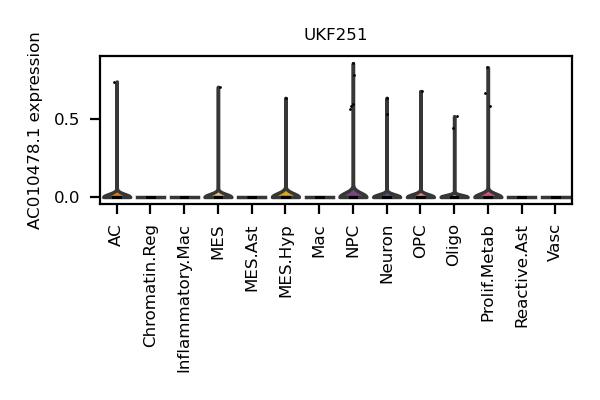 UKF251
AC010478.1 expression
0.5
0.0
AC
Chromatin.Reg
Inflammatory.Mac
MES
MES.Ast
MES.Hyp
Mac
NPC
Neuron
OPC
Oligo
Prolif.Metab
Reactive.Ast
Vasc